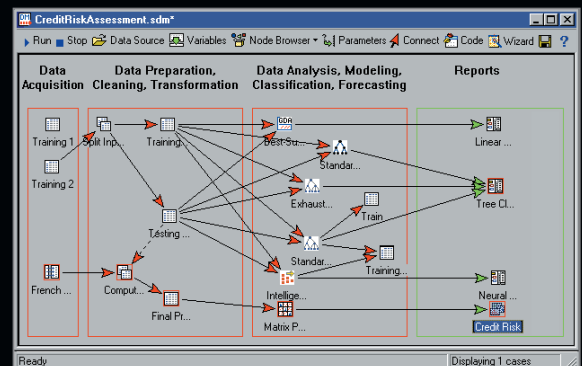 CreditRiskAssessment.sdm*
Run Stop Data Source Variables Node Browser Parameters Connect Code Wizard ?
Data Acquisition
Data Preparation, Cleaning, Transformation
Data Analysis, Modeling, Classification, Forecasting
Reports
Training 1
Split Inp...
Training...
Best-Su...
Linear ...
Standar...
Training 2
Exhaust...
Tree Cl...
Train
Testing ...
Standar...
Training...
French ...
Comput...
Intellige...
Neural ...
Final Pr...
Matrix P...
Credit Risk
Ready
Displaying 1 cases